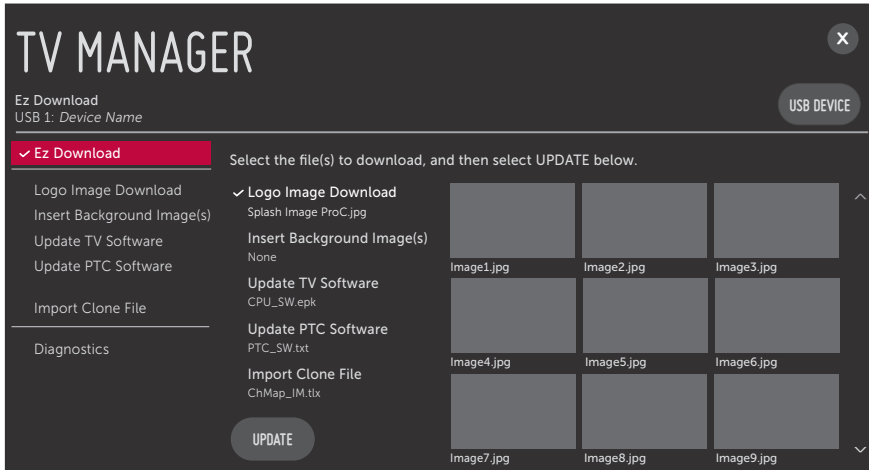 TV MANAGER
X
Ez Download
USB 1: Device Name
USB DEVICE
Ez Download
Logo Image Download
Insert Background Image(s)
Update TV Software
Update PTC Software
Import Clone File
Diagnostics
Select the file(s) to download, and then select UPDATE below.
Logo Image Download
Splash Image ProC.jpg
Insert Background Image(s)
None
Update TV Software
CPU_SW.epk
Update PTC Software
PTC_SW.txt
Import Clone File
ChMap_IM.tlx
UPDATE
Image1.jpg
Image2.jpg
Image3.jpg
Image4.jpg
Image5.jpg
Image6.jpg
Image7.jpg
Image8.jpg
Image9.jpg